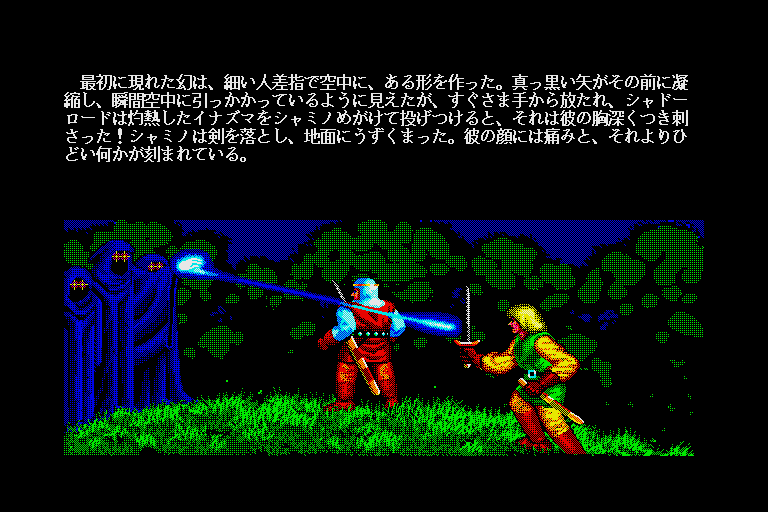 最初に現れた幻は、細い人差指で空中に、ある形を作った。真っ黒い矢がその前に凝
縮し、瞬間空中に引っかかっているように見えたが、すぐさま手から放たれ、シャドー
ロードは灼熱したイナズマをシャミノめがけて投げつけると、それは彼の胸深くつき刺
さった！シャミノは剣を落とし、地面にうずくまった。彼の顔には痛みと、それよりひ
どい何かが刻まれている。